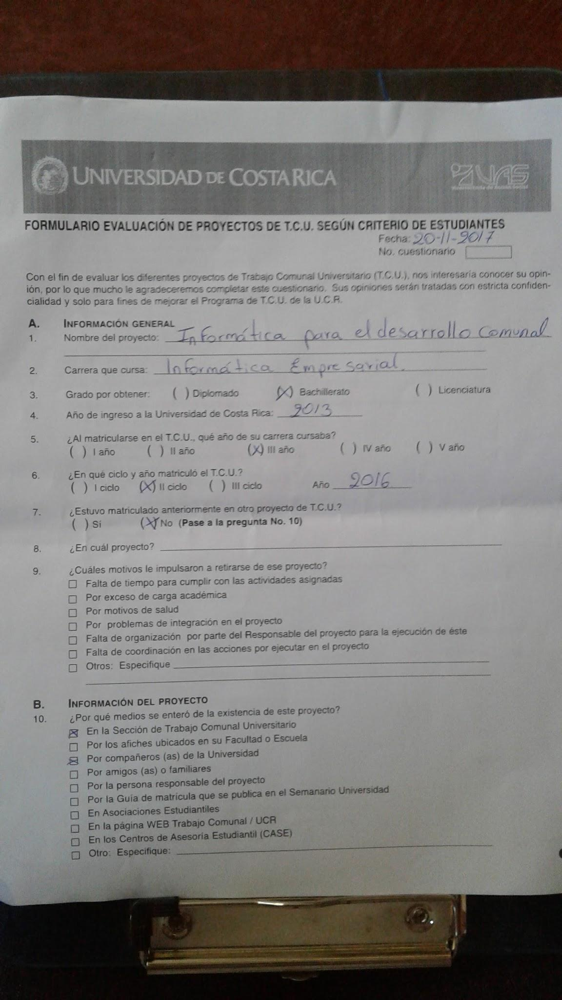 UNIVERSIDAD DE COSTA RICA
VAS
FORMULARIO EVALUACIÓN DE PROYECTOS DE T.C.U. SEGÚN CRITERIO DE ESTUDIANTES
Fecha: 20-11-2017
No. cuestionario
Con el fin de evaluar los diferentes proyectos de Trabajo Comunal Universitario (T.C.U.), nos interesaría conocer su opin-
ión, por lo que mucho le agradeceremos completar este cuestionario. Sus opiniones serán tratadas con estricta confiden-
cialidad y solo para fines de mejorar el Programa de T.C.U. de la U.C.R.
A. INFORMACIÓN GENERAL
1. Nombre del proyecto: Informática para el desarrollo comunal
2. Carrera que cursa: Informática Empresarial.
3. Grado por obtener: ( ) Diplomado (X) Bachillerato ( ) Licenciatura
4. Año de ingreso a la Universidad de Costa Rica: 2013
5. ¿Al matricularse en el T.C.U., qué año de su carrera cursaba?
( ) I año ( ) II año (X) III año ( ) IV año ( ) V año
6. ¿En qué ciclo y año matriculó el T.C.U.?
( ) I ciclo (X) II ciclo ( ) III ciclo Año 2016
7. ¿Estuvo matriculado anteriormente en otro proyecto de T.C.U.?
( ) Sí (X) No (Pase a la pregunta No. 10)
8. ¿En cuál proyecto?
9. ¿Cuáles motivos le impulsaron a retirarse de ese proyecto?
☐ Falta de tiempo para cumplir con las actividades asignadas
☐ Por exceso de carga académica
☐ Por motivos de salud
☐ Por problemas de integración en el proyecto
☐ Falta de organización por parte del Responsable del proyecto para la ejecución de éste
☐ Falta de coordinación en las acciones por ejecutar en el proyecto
☐ Otros: Especifique
B. INFORMACIÓN DEL PROYECTO
10. ¿Por qué medios se enteró de la existencia de este proyecto?
☒ En la Sección de Trabajo Comunal Universitario
☐ Por los afiches ubicados en su Facultad o Escuela
☒ Por compañeros (as) de la Universidad
☐ Por amigos (as) o familiares
☐ Por la persona responsable del proyecto
☐ Por la Guía de matrícula que se publica en el Semanario Universidad
☐ En Asociaciones Estudiantiles
☐ En la página WEB Trabajo Comunal / UCR
☐ En los Centros de Asesoría Estudiantil (CASE)
☐ Otro: Especifique: